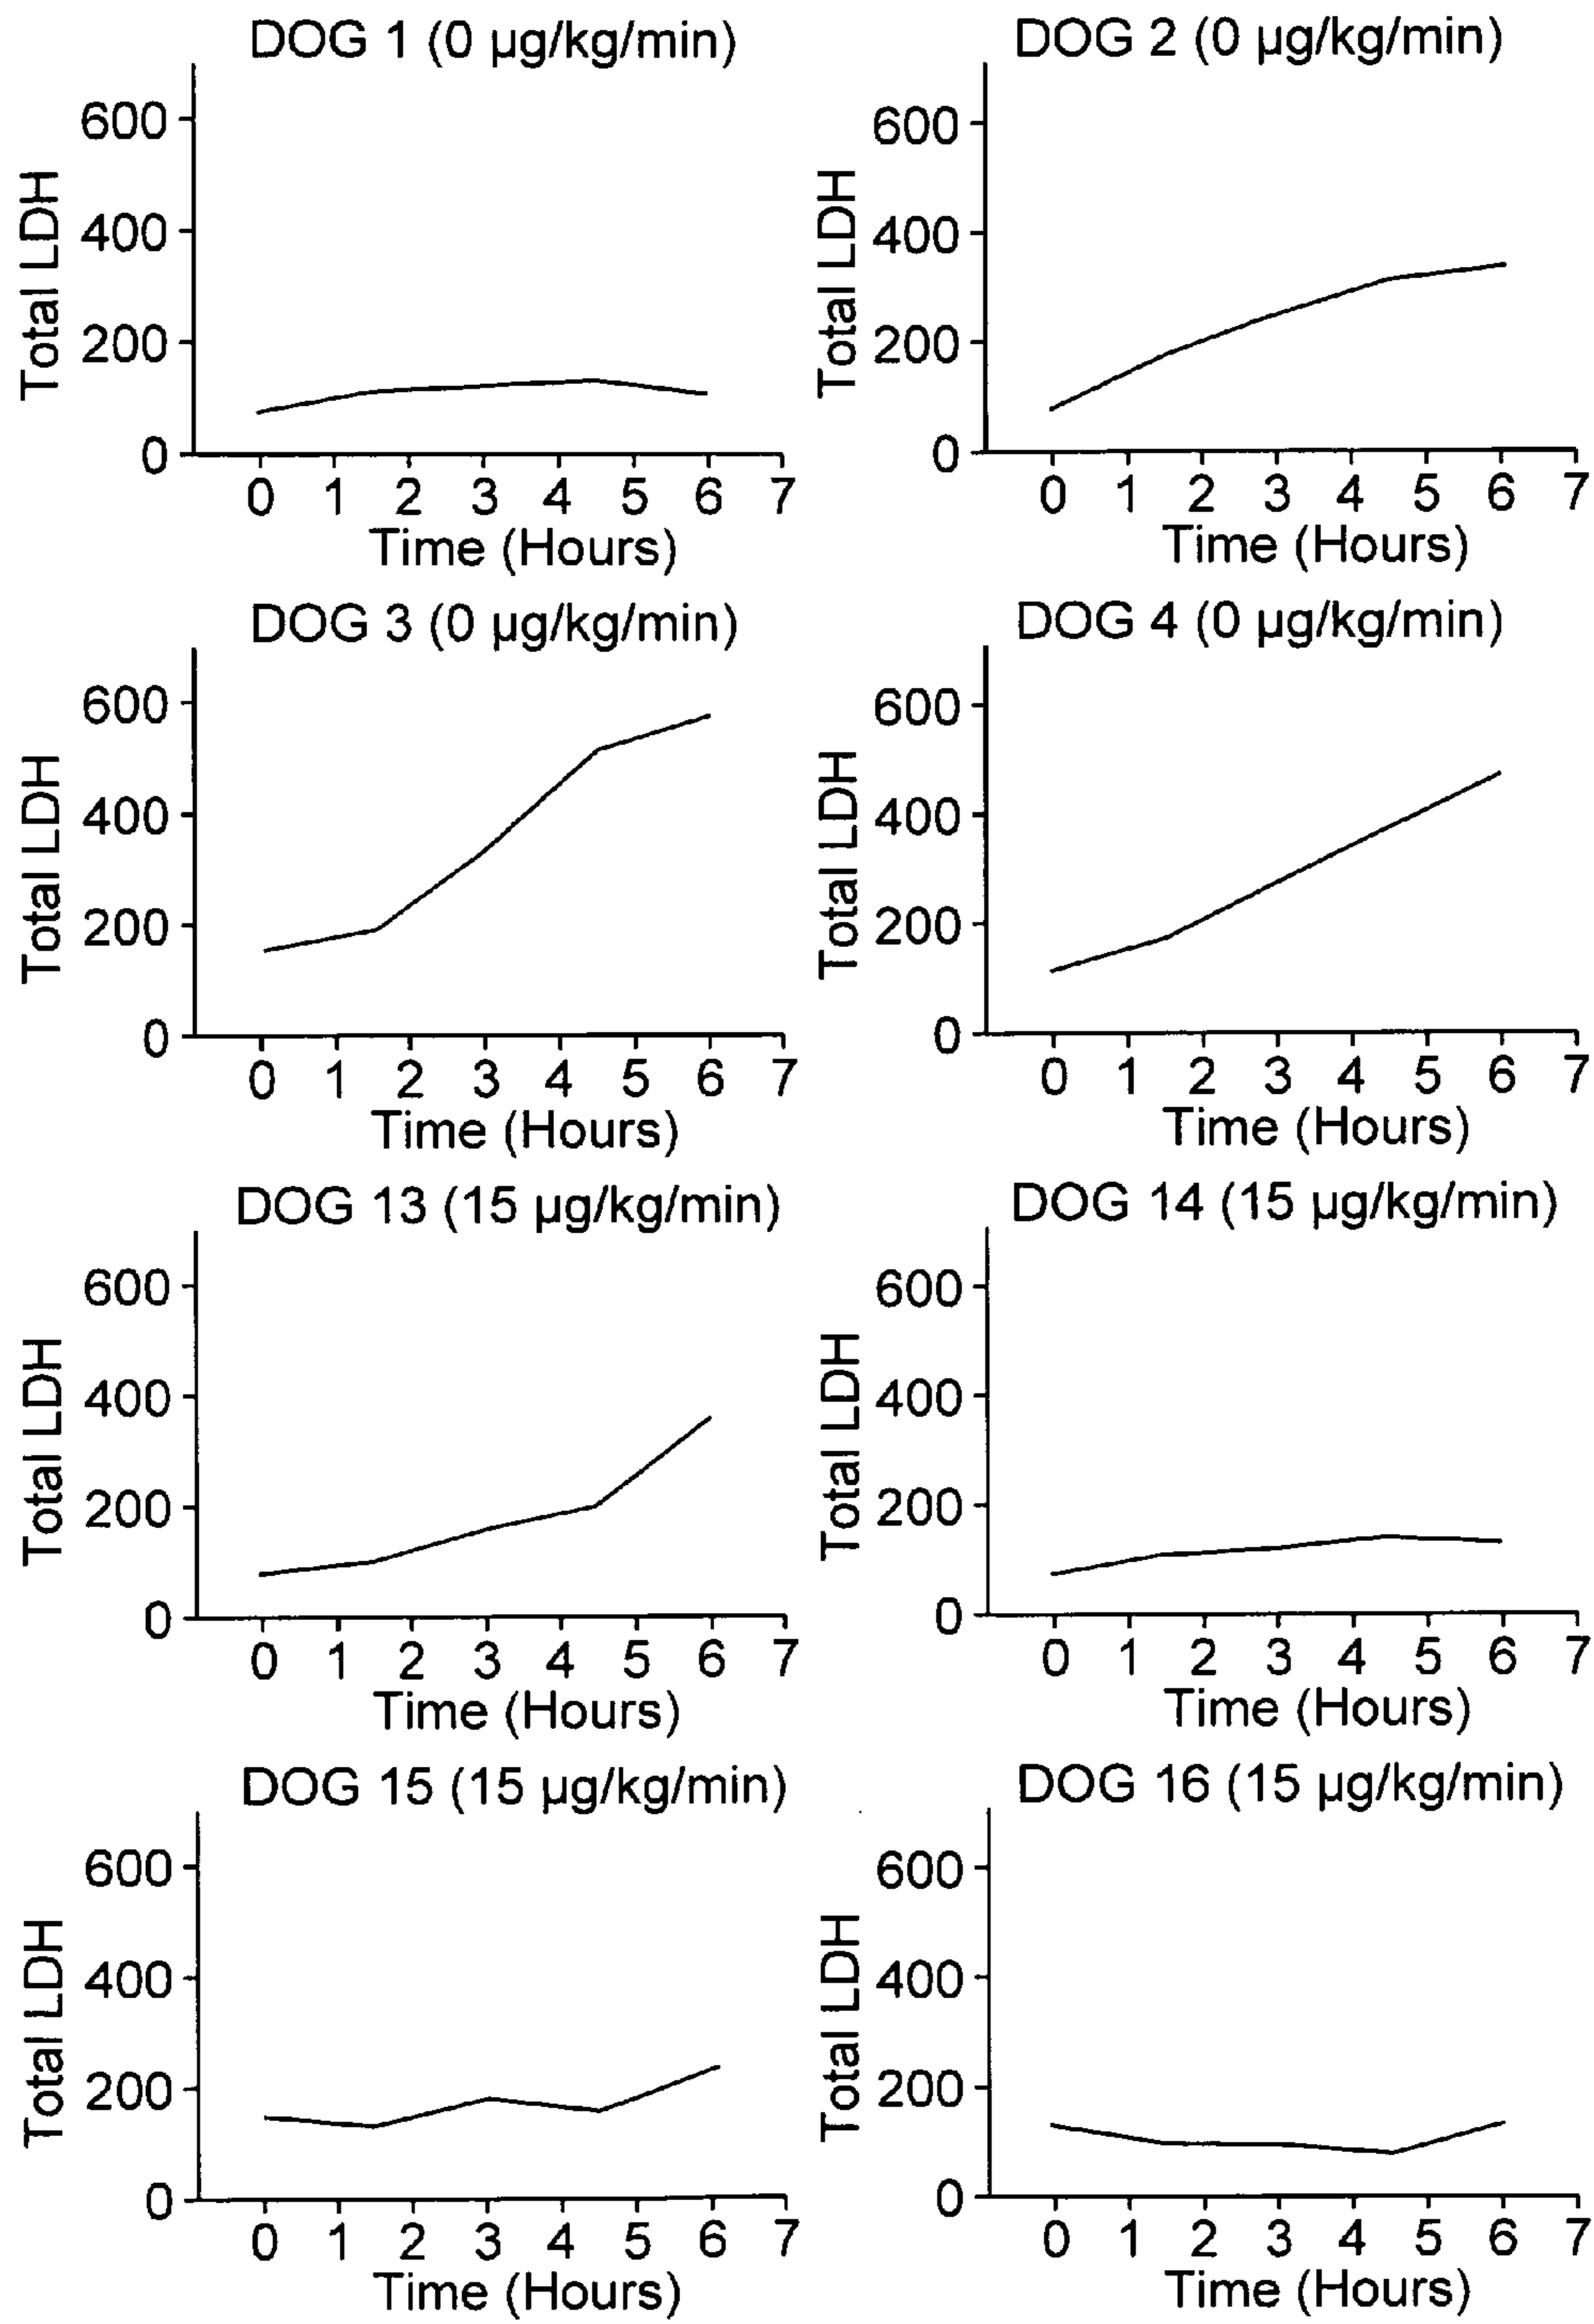 DOG 1 (0 µg/kg/min)
600
400
200
0
Total LDH
0 1 2 3 4 5 6 7
Time (Hours)
DOG 2 (0 µg/kg/min)
600
400
200
0
Total LDH
0 1 2 3 4 5 6 7
Time (Hours)
DOG 3 (0 µg/kg/min)
600
400
200
0
Total LDH
0 1 2 3 4 5 6 7
Time (Hours)
DOG 4 (0 µg/kg/min)
600
400
200
0
Total LDH
0 1 2 3 4 5 6 7
Time (Hours)
DOG 13 (15 µg/kg/min)
600
400
200
0
Total LDH
0 1 2 3 4 5 6 7
Time (Hours)
DOG 14 (15 µg/kg/min)
600
400
200
0
Total LDH
0 1 2 3 4 5 6 7
Time (Hours)
DOG 15 (15 µg/kg/min)
600
400
200
0
Total LDH
0 1 2 3 4 5 6 7
Time (Hours)
DOG 16 (15 µg/kg/min)
600
400
200
0
Total LDH
0 1 2 3 4 5 6 7
Time (Hours)